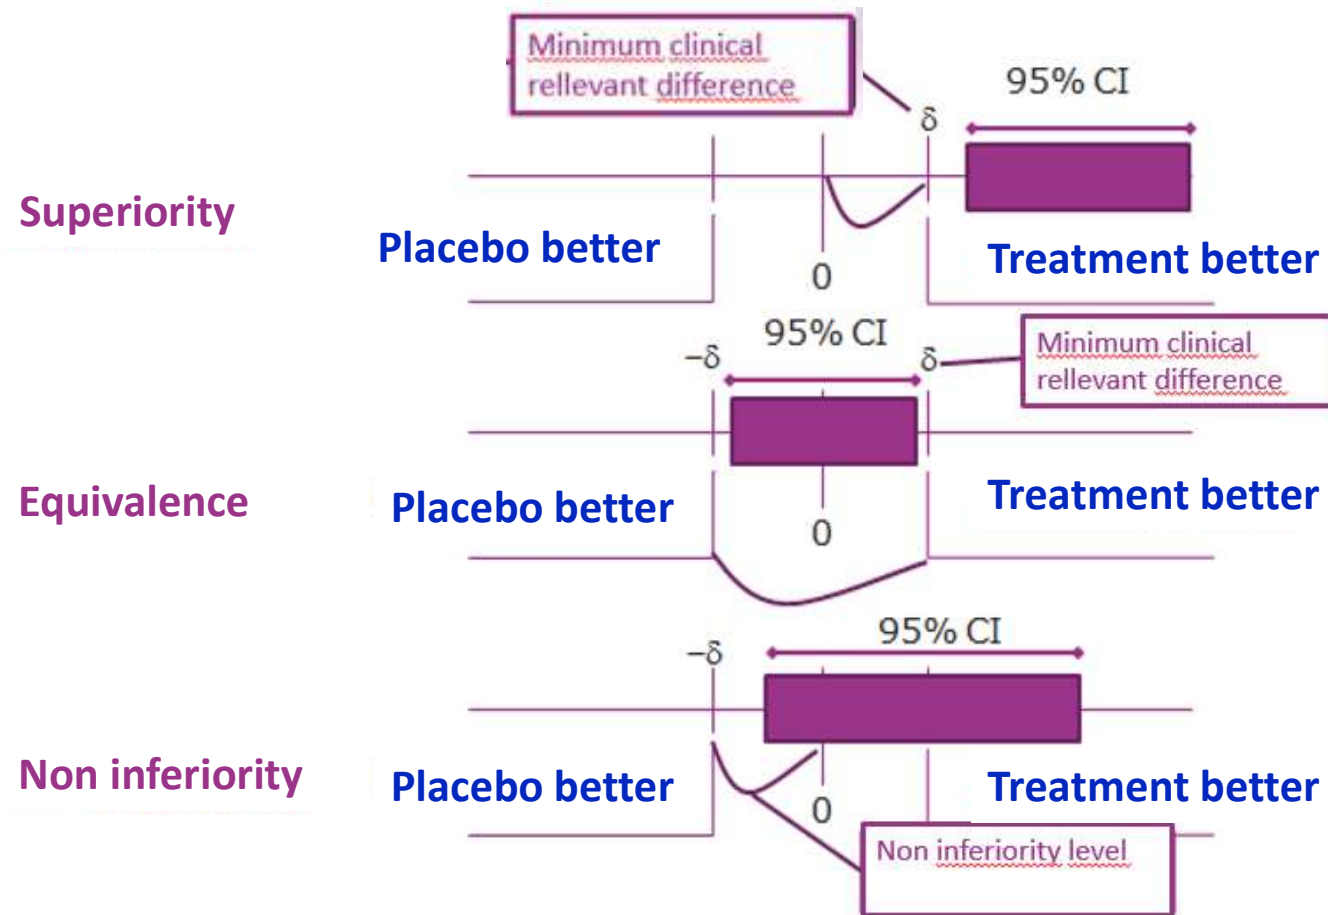 Minimum clinical
rellevant difference
95% CI
δ
Superiority
Placebo better
0
Treatment better
95% CI
−δ
δ
Minimum clinical
rellevant difference
Equivalence
Placebo better
0
Treatment better
95% CI
−δ
Non inferiority
Placebo better
0
Treatment better
Non inferiority level